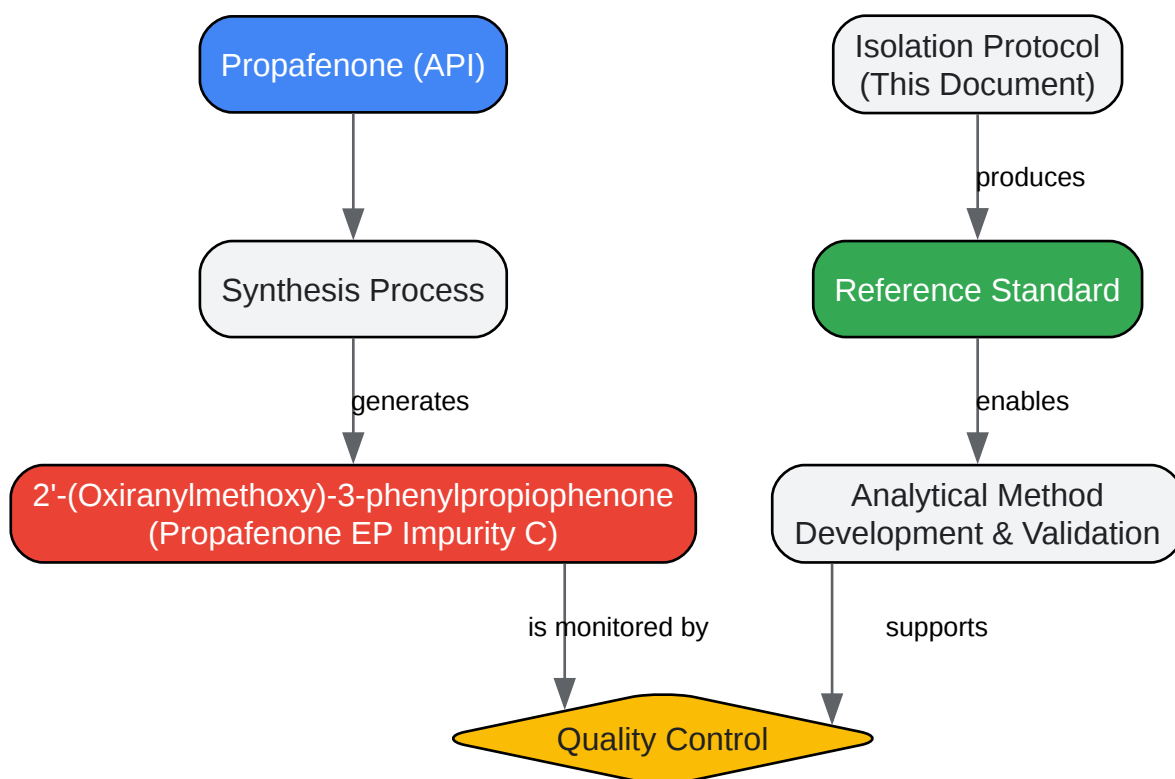 Propafenone (API)
Isolation Protocol
(This Document)
produces
Synthesis Process
Reference Standard
generates
enables
2'-(Oxiranylmethoxy)-3-phenylpropiophenone
(Propafenone EP Impurity C)
Analytical Method
Development & Validation
is monitored by
supports
Quality Control